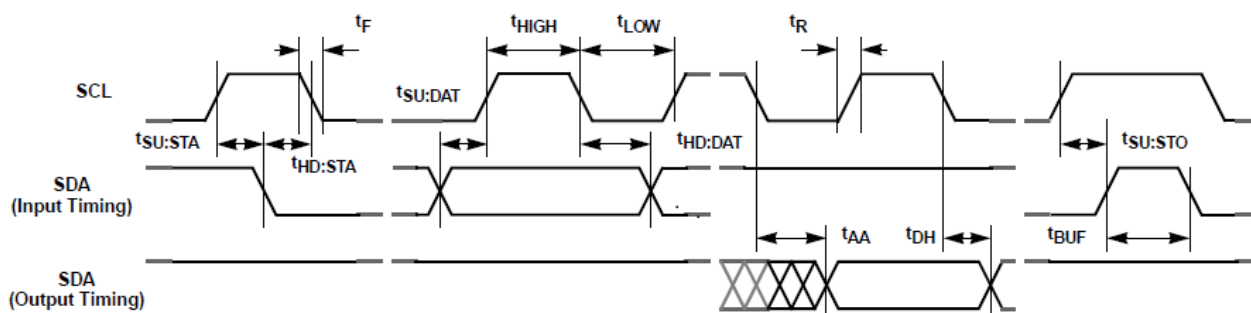 tF
tHIGH
tLOW
tR
SCL
tSU:DAT
tSU:STA
tHD:STA
tHD:DAT
tSU:STO
SDA
(Input Timing)
tAA
tDH
tBUF
SDA
(Output Timing)